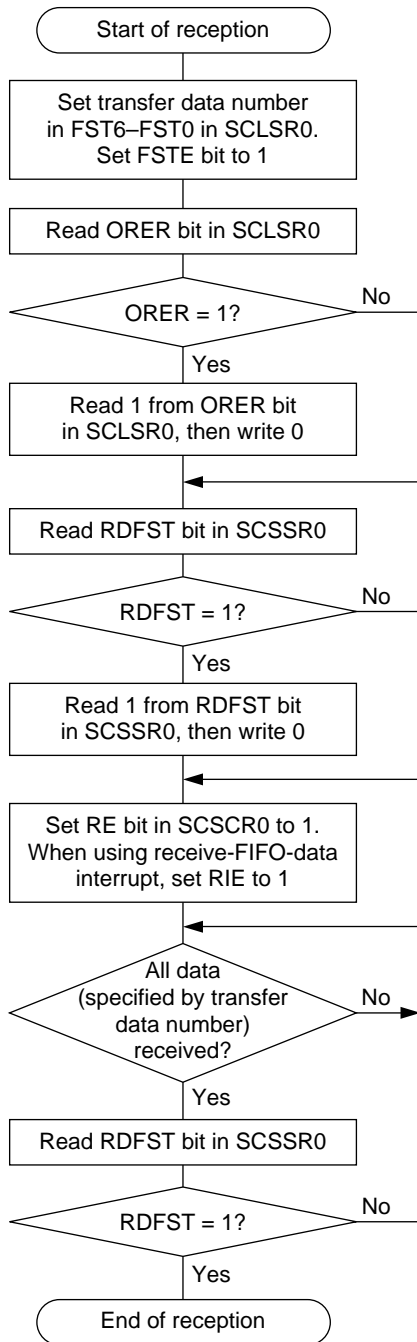 Start of reception
Set transfer data number
in FST6–FST0 in SCLSR0.
Set FSTE bit to 1
Read ORER bit in SCLSR0
ORER = 1?
No
Yes
Read 1 from ORER bit
in SCLSR0, then write 0
Read RDFST bit in SCSSR0
RDFST = 1?
No
Yes
Read 1 from RDFST bit
in SCSSR0, then write 0
Set RE bit in SCSCR0 to 1.
When using receive-FIFO-data
interrupt, set RIE to 1
All data
(specified by transfer
data number)
received?
No
Yes
Read RDFST bit in SCSSR0
RDFST = 1?
No
Yes
End of reception